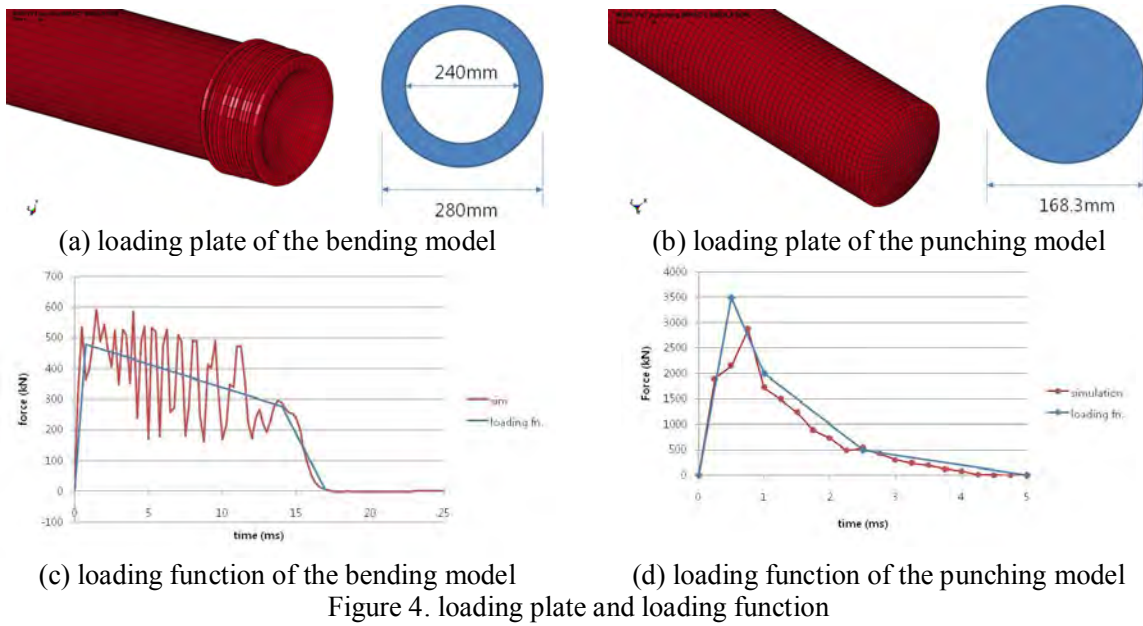 240mm
280mm
168.3mm
(a) loading plate of the bending model
(b) loading plate of the punching model
700
600
500
400
300
200
100
0
-100
force (kN)
0
5
10
15
20
25
time (ms)
sim
loading fn.
4000
3500
3000
2500
2000
1500
1000
500
0
Force (kN)
0
1
2
3
4
5
time (ms)
simulation
loading fn.
(c) loading function of the bending model
(d) loading function of the punching model
Figure 4. loading plate and loading function